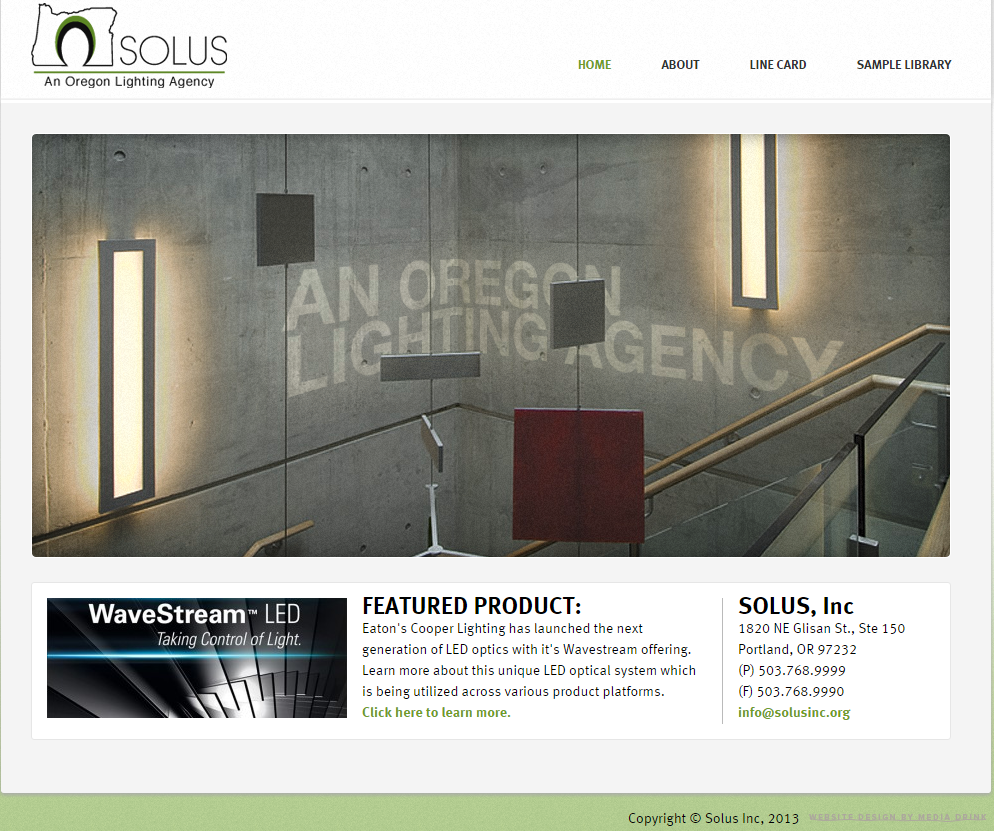 SOLUS
An Oregon Lighting Agency
HOME ABOUT LINE CARD SAMPLE LIBRARY
AN OREGON
LIGHTING AGENCY
WaveStream™ LED
Taking Control of Light.
FEATURED PRODUCT:
Eaton's Cooper Lighting has launched the next
generation of LED optics with it's Wavestream offering.
Learn more about this unique LED optical system which
is being utilized across various product platforms.
Click here to learn more.
SOLUS, Inc
1820 NE Glisan St., Ste 150
Portland, OR 97232
(P) 503.768.9999
(F) 503.768.9990
info@solusinc.org
Copyright © Solus Inc, 2013 WEBSITE DESIGN BY MEDIA DRINK